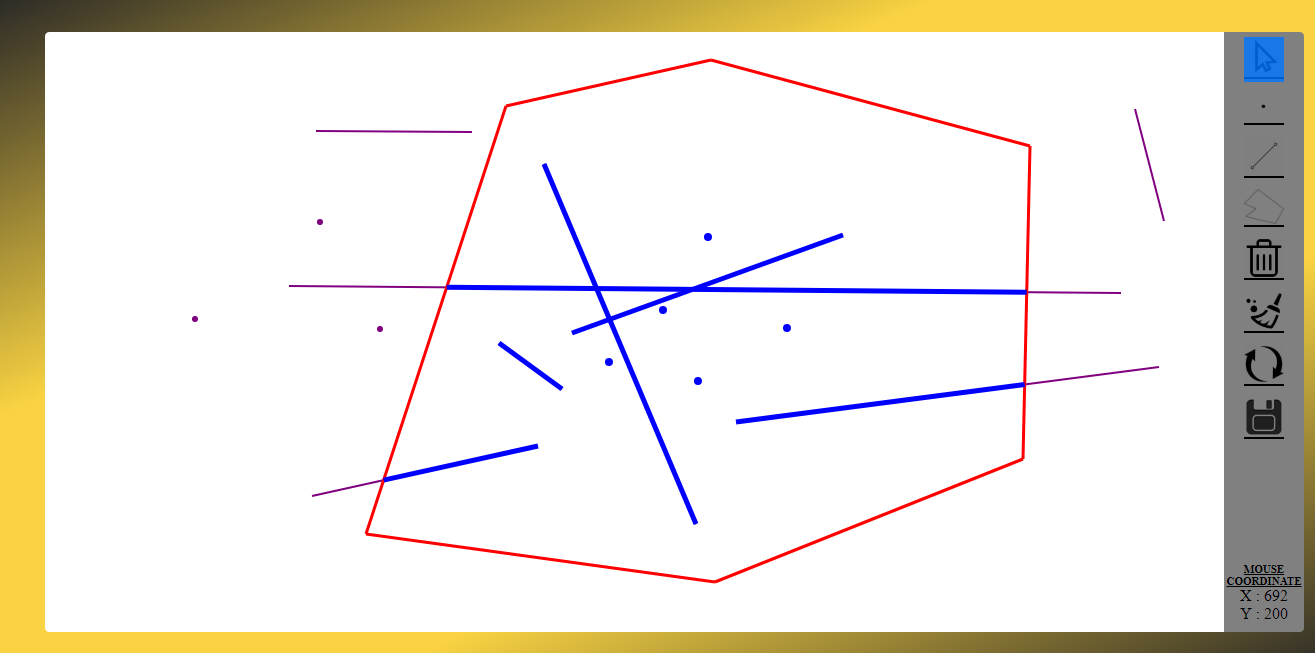 MOUSE
COORDINATE
X : 692
Y : 200